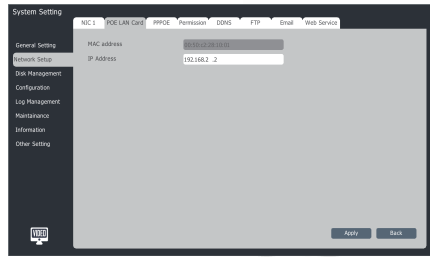 System Setting
NIC 1 POE LAN Card PPPOE Permission DDNS FTP Email Web Service
General Setting
Network Setup
Disk Management
Configuration
Log Management
Maintainance
Information
Other Setting
MAC address
IP Address 192.168.2 .2
VIDEO
Apply Back